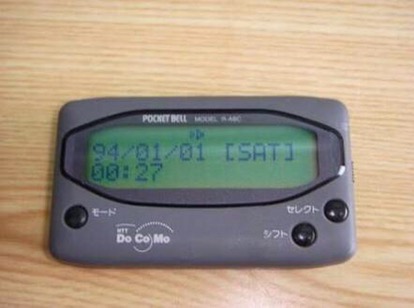 POCKET BELL MODEL R-48C
94/01/01 [SAT]
00:27
モード
セレクト
シフト
NTT
DoCoMo